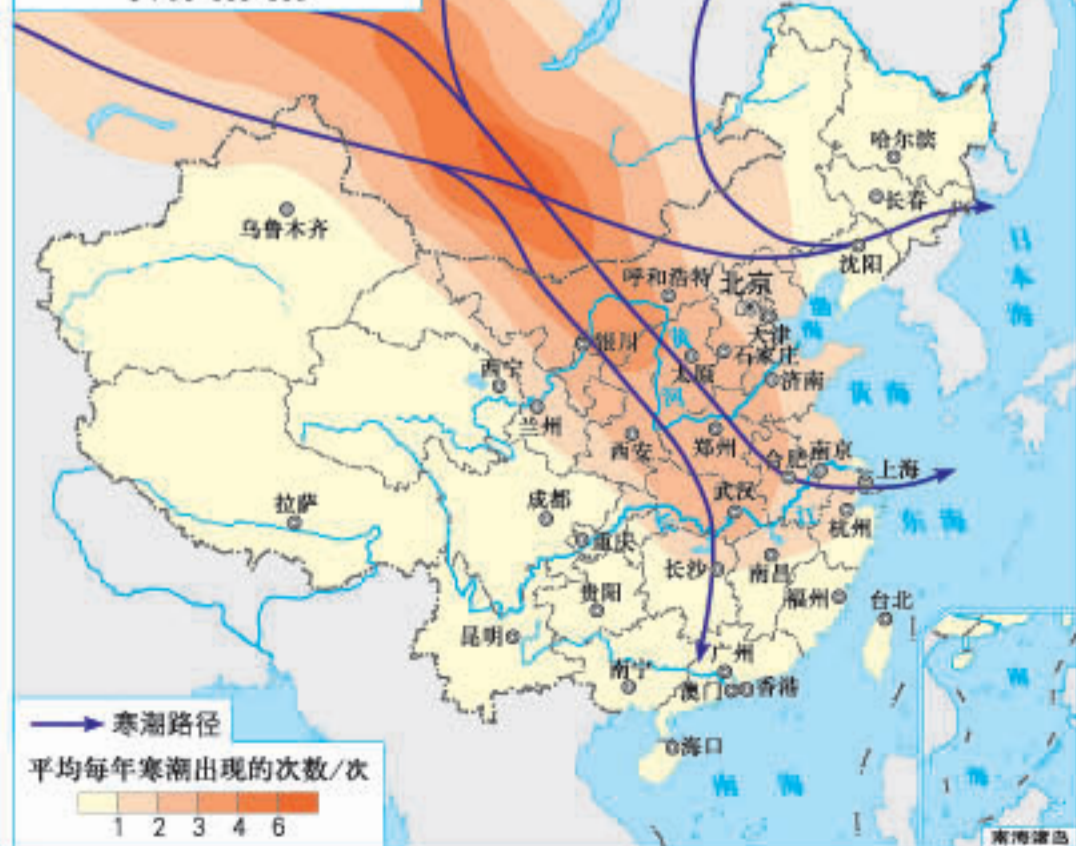 哈尔滨
长春
乌鲁木齐
沈阳
日本海
呼和浩特
北京
天津
渤海
银川
石家庄
太原
黄河
济南
西宁
黄海
兰州
西安
郑州
合肥
南京
上海
武汉
成都
拉萨
杭州
东海
长江
重庆
长沙
南昌
贵阳
福州
台北
昆明
广州
南宁
澳门
香港
海口
南海
南
海
南海诸岛
寒潮路径
平均每年寒潮出现的次数/次
1 2 3 4 6